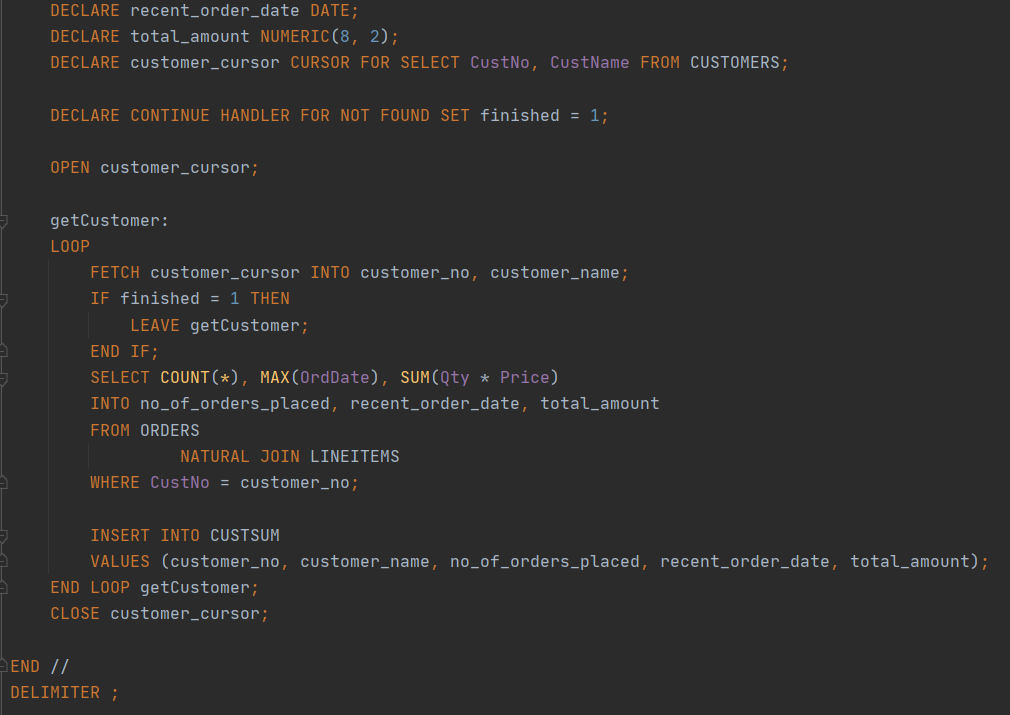 DECLARE recent_order_date DATE;
DECLARE total_amount NUMERIC(8, 2);
DECLARE customer_cursor CURSOR FOR SELECT CustNo, CustName FROM CUSTOMERS;
DECLARE CONTINUE HANDLER FOR NOT FOUND SET finished = 1;
OPEN customer_cursor;
getCustomer:
LOOP
FETCH customer_cursor INTO customer_no, customer_name;
IF finished = 1 THEN
LEAVE getCustomer;
END IF;
SELECT COUNT(*), MAX(OrdDate), SUM(Qty * Price)
INTO no_of_orders_placed, recent_order_date, total_amount
FROM ORDERS
NATURAL JOIN LINEITEMS
WHERE CustNo = customer_no;
INSERT INTO CUSTSUM
VALUES (customer_no, customer_name, no_of_orders_placed, recent_order_date, total_amount);
END LOOP getCustomer;
CLOSE customer_cursor;
END //
DELIMITER ;